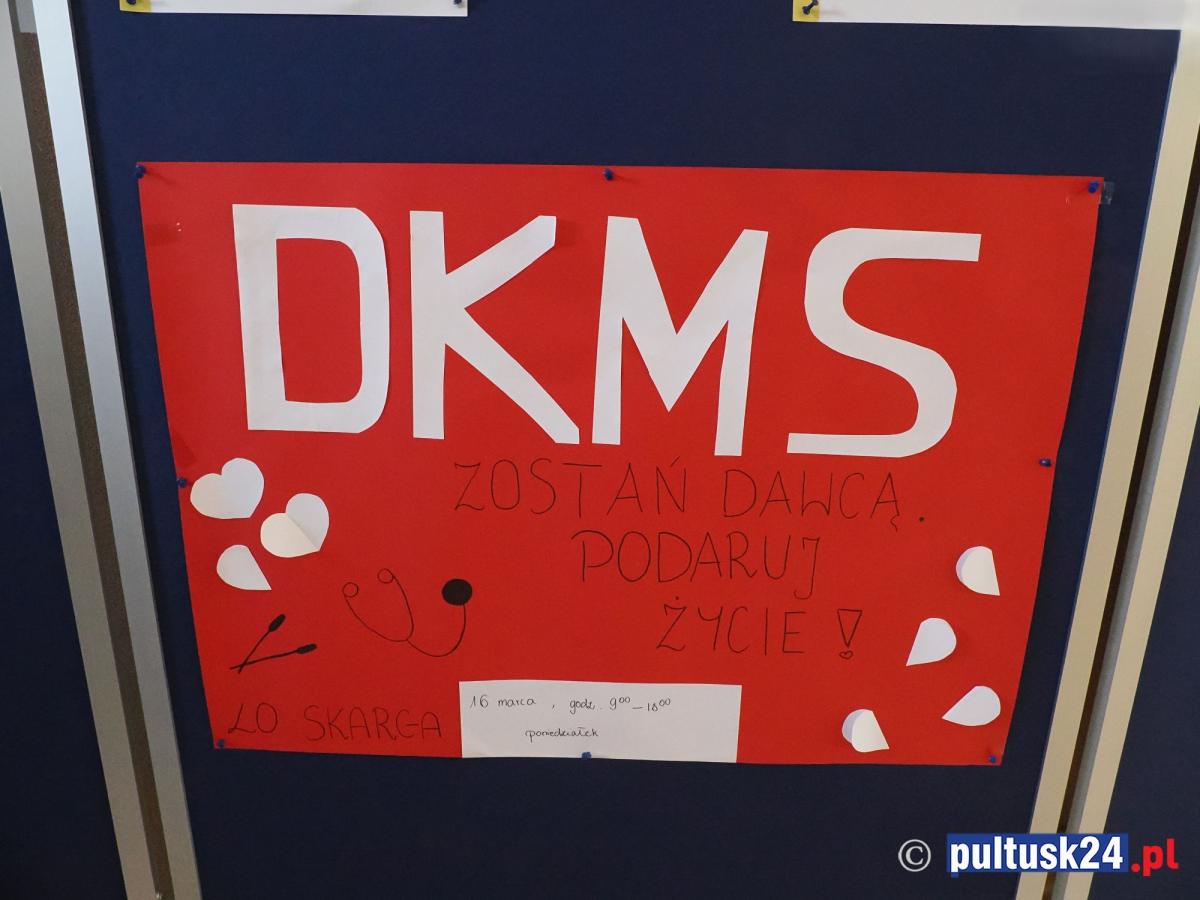 DKMS
ZOSTAŃ DAWCĄ.
PODARUJ
ŻYCIE!
LO SKARGA
16 marca, godz. 9⁰⁰ – 18⁰⁰
poniedziałek
© pultusk24.pl